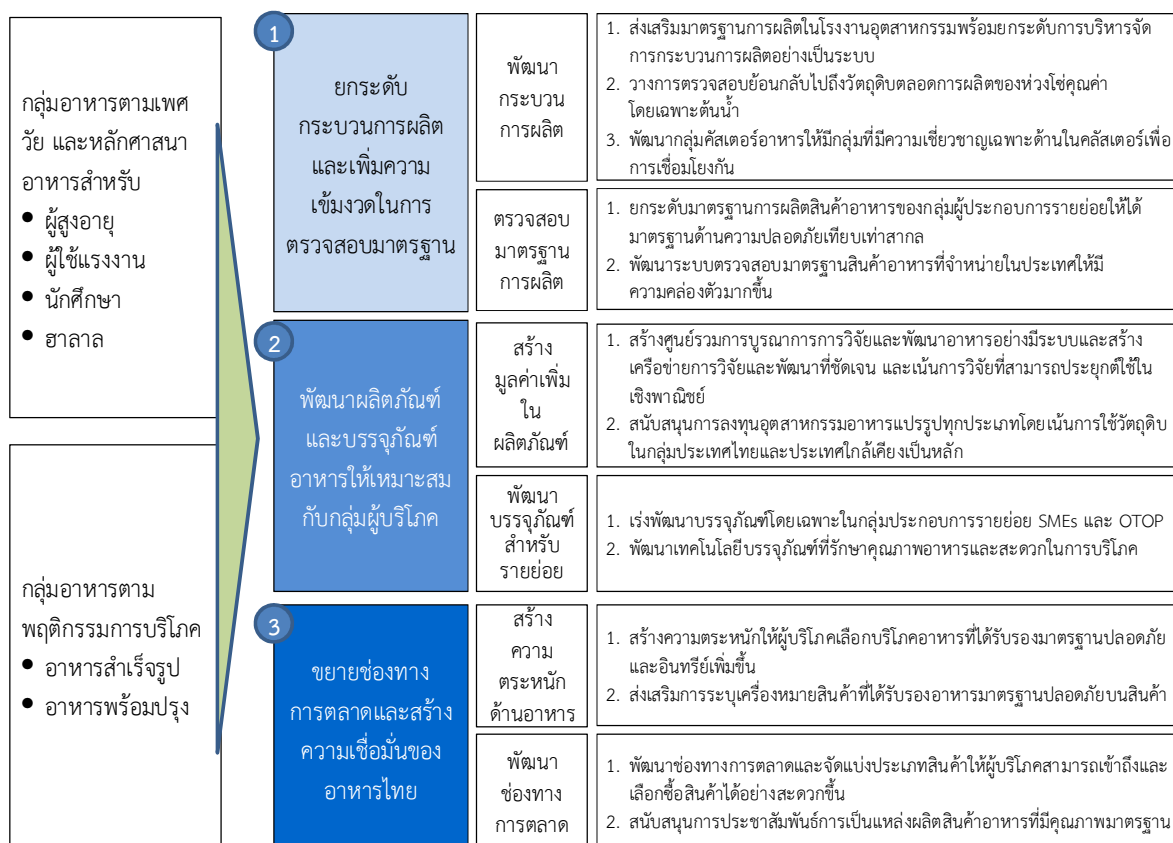 กลุ่มอาหารตามเพศ
วัย และหลักศาสนา
อาหารสำหรับ
● ผู้สูงอายุ
● ผู้ใช้แรงงาน
● นักศึกษา
● ฮาลาล
กลุ่มอาหารตาม
พฤติกรรมการบริโภค
● อาหารสำเร็จรูป
● อาหารพร้อมปรุง
1
ยกระดับ
กระบวนการผลิต
และเพิ่มความ
เข้มงวดในการ
ตรวจสอบมาตรฐาน
พัฒนา
กระบวน
การผลิต
1. ส่งเสริมมาตรฐานการผลิตในโรงงานอุตสาหกรรมพร้อมยกระดับการบริหารจัด
การกระบวนการผลิตอย่างเป็นระบบ
2. วางการตรวจสอบย้อนกลับไปถึงวัตถุดิบตลอดการผลิตของห่วงโซ่คุณค่า
โดยเฉพาะต้นน้ำ
3. พัฒนากลุ่มคัสเตอร์อาหารให้มีกลุ่มที่มีความเชี่ยวชาญเฉพาะด้านในคลัสเตอร์เพื่อ
การเชื่อมโยงกัน
ตรวจสอบ
มาตรฐาน
การผลิต
1. ยกระดับมาตรฐานการผลิตสินค้าอาหารของกลุ่มผู้ประกอบการรายย่อยให้ได้
มาตรฐานด้านความปลอดภัยเทียบเท่าสากล
2. พัฒนาระบบตรวจสอบมาตรฐานสินค้าอาหารที่จำหน่ายในประเทศให้มี
ความคล่องตัวมากขึ้น
2
พัฒนาผลิตภัณฑ์
และบรรจุภัณฑ์
อาหารให้เหมาะสม
กับกลุ่มผู้บริโภค
สร้าง
มูลค่าเพิ่ม
ใน
ผลิตภัณฑ์
1. สร้างศูนย์รวมการบูรณาการการวิจัยและพัฒนาอาหารอย่างมีระบบและสร้าง
เครือข่ายการวิจัยและพัฒนาที่ชัดเจน และเน้นการวิจัยที่สามารถประยุกต์ใช้ใน
เชิงพาณิชย์
2. สนับสนุนการลงทุนอุตสาหกรรมอาหารแปรรูปทุกประเภทโดยเน้นการใช้วัตถุดิบ
ในกลุ่มประเทศไทยและประเทศใกล้เคียงเป็นหลัก
พัฒนา
บรรจุภัณฑ์
สำหรับ
รายย่อย
1. เร่งพัฒนาบรรจุภัณฑ์โดยเฉพาะในกลุ่มประกอบการรายย่อย SMEs และ OTOP
2. พัฒนาเทคโนโลยีบรรจุภัณฑ์ที่รักษาคุณภาพอาหารและสะดวกในการบริโภค
3
ขยายช่องทาง
การตลาดและสร้าง
ความเชื่อมั่นของ
อาหารไทย
สร้าง
ความ
ตระหนัก
ด้านอาหาร
1. สร้างความตระหนักให้ผู้บริโภคเลือกบริโภคอาหารที่ได้รับรองมาตรฐานปลอดภัย
และอินทรีย์เพิ่มขึ้น
2. ส่งเสริมการระบุเครื่องหมายสินค้าที่ได้รับรองอาหารมาตรฐานปลอดภัยบนสินค้า
พัฒนา
ช่องทาง
การตลาด
1. พัฒนาช่องทางการตลาดและจัดแบ่งประเภทสินค้าให้ผู้บริโภคสามารถเข้าถึงและ
เลือกซื้อสินค้าได้อย่างสะดวกขึ้น
2. สนับสนุนการประชาสัมพันธ์การเป็นแหล่งผลิตสินค้าอาหารที่มีคุณภาพมาตรฐาน